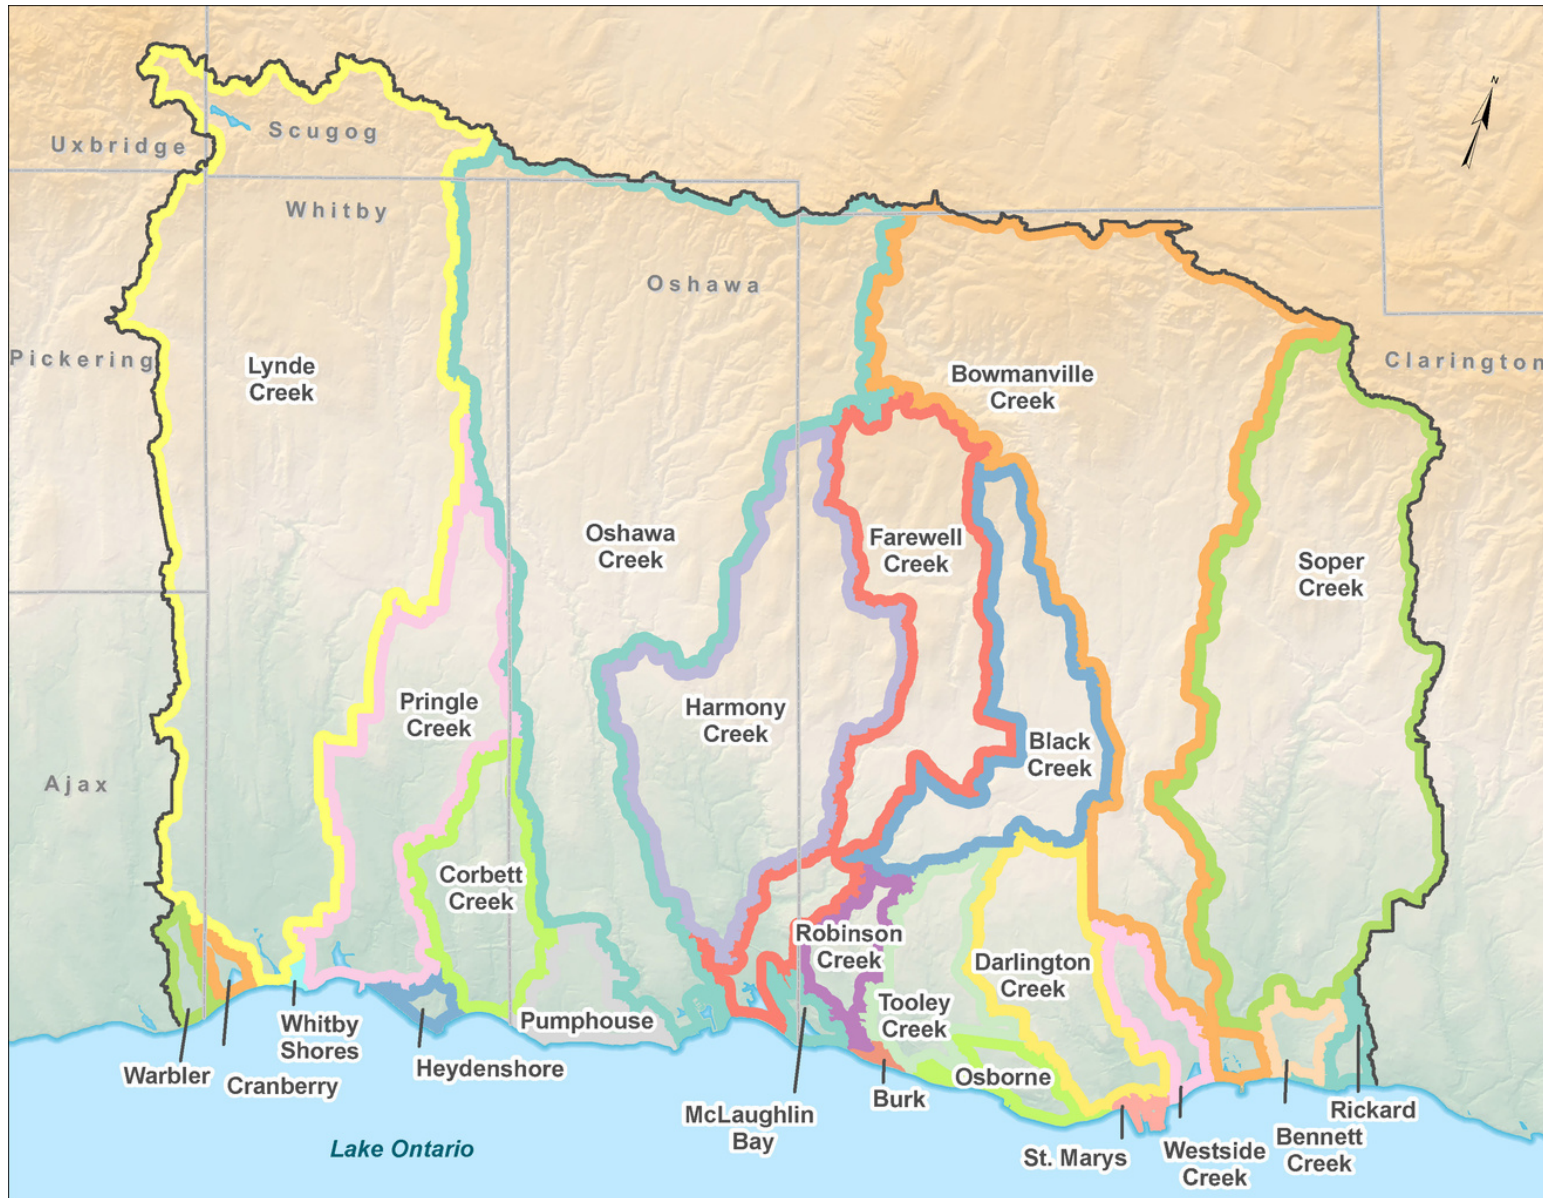 N
Scugog
Uxbridge
Whitby
Oshawa
Pickering
Clarington
Lynde
Creek
Bowmanville
Creek
Oshawa
Creek
Farewell
Creek
Soper
Creek
Pringle
Creek
Harmony
Creek
Black
Creek
Ajax
Corbett
Creek
Robinson
Creek
Darlington
Creek
Tooley
Creek
Whitby
Shores
Pumphouse
Warbler
Cranberry
Heydenshore
Osborne
Burk
McLaughlin
Bay
Rickard
Bennett
Creek
Westside
Creek
St. Marys
Lake Ontario